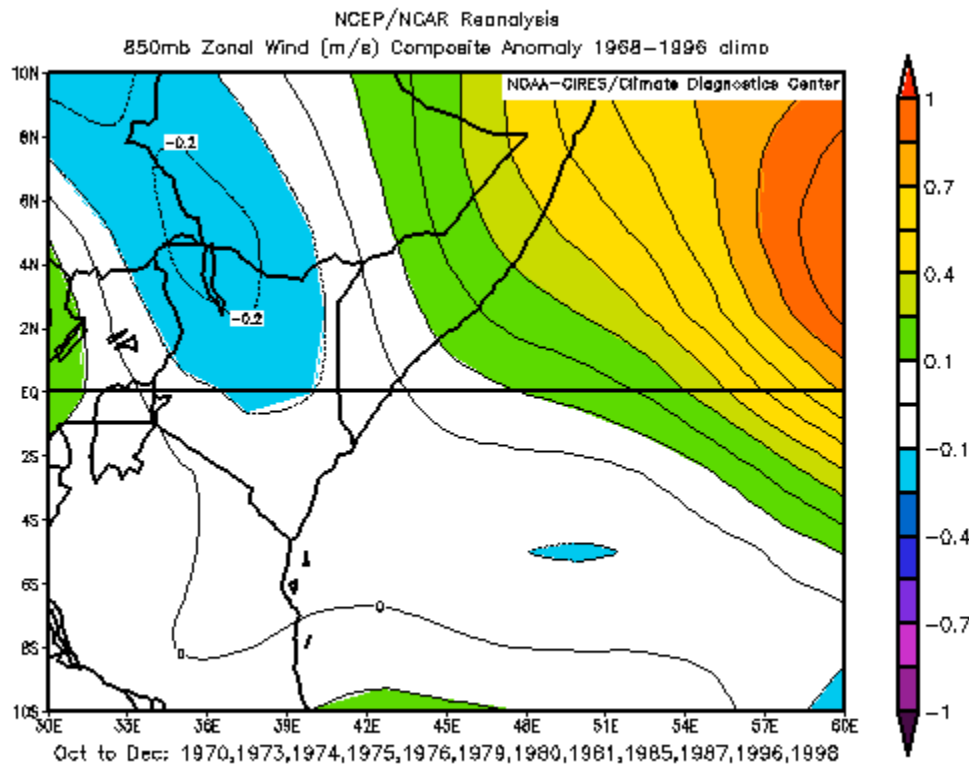 NCEP/NCAR Reanalysis
850mb Zonal Wind (m/s) Composite Anomaly 1968-1996 climo
NOAA-CIRES/Climate Diagnostics Center
10N
8N
6N
4N
2N
EQ
2S
4S
6S
8S
10S
-0.2
-0.2
0
0
30E 33E 36E 39E 42E 45E 48E 51E 54E 57E 60E
1
0.7
0.4
0.1
-0.1
-0.4
-0.7
-1
Oct to Dec: 1970,1973,1974,1975,1976,1979,1980,1981,1985,1987,1996,1998